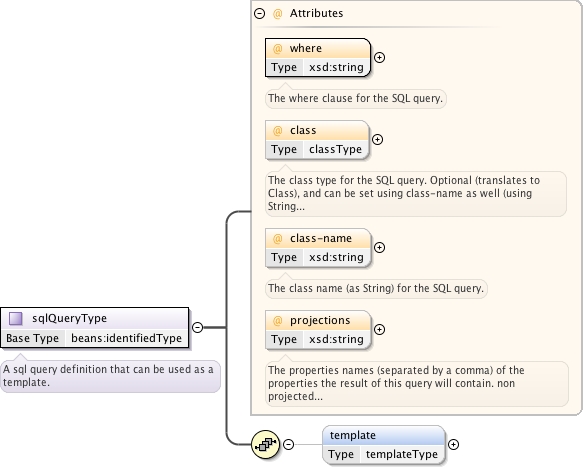 @ Attributes
@ where
Type xsd:string
The where clause for the SQL query.
@ class
Type classType
The class type for the SQL query. Optional (translates to
Class), and can be set using class-name as well (using
String...
@ class-name
Type xsd:string
The class name (as String) for the SQL query.
@ projections
Type xsd:string
The properties names (separated by a comma) of the
properties the result of this query will contain. non
projected...
sqlQueryType
Base Type beans:identifiedType
A sql query definition that can be used as a
template.
template
Type templateType